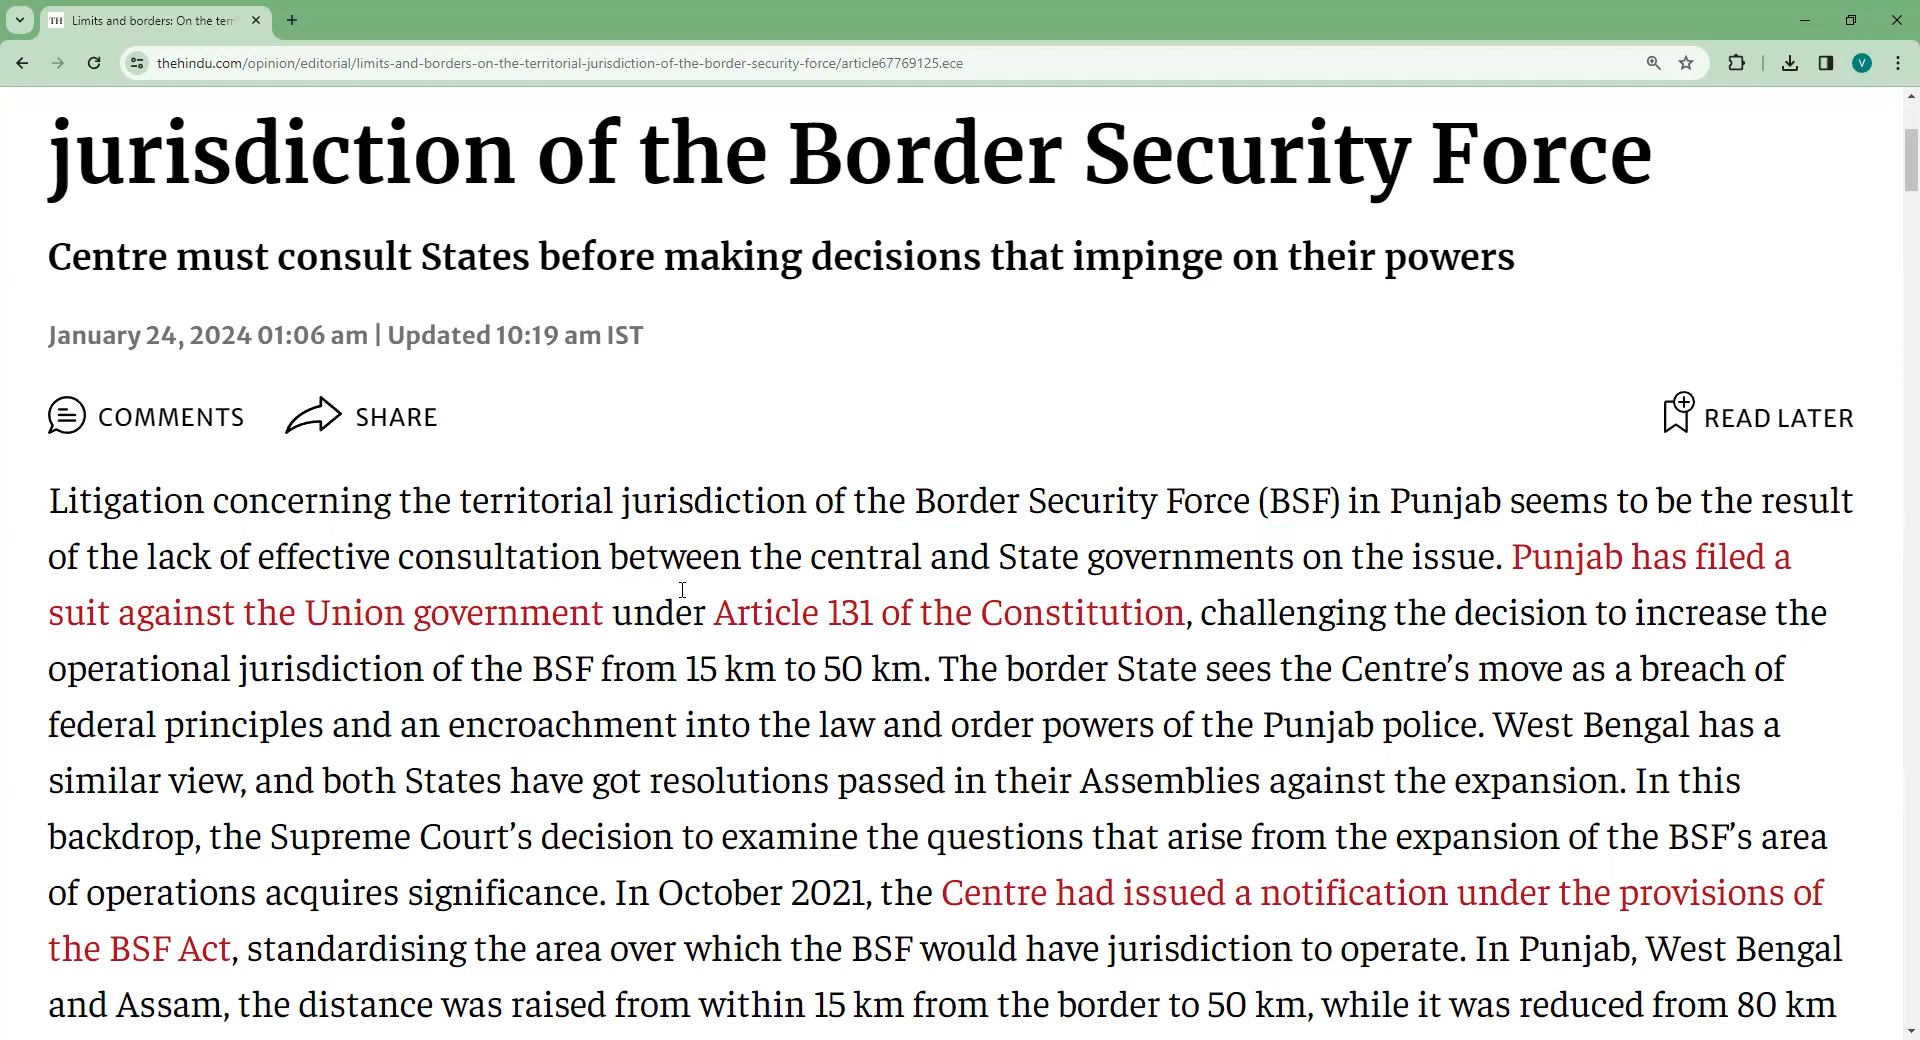 TH Limits and borders: On the terri
thehindu.com/opinion/editorial/limits-and-borders-on-the-territorial-jurisdiction-of-the-border-security-force/article67769125.ece
V
jurisdiction of the Border Security Force
Centre must consult States before making decisions that impinge on their powers
January 24, 2024 01:06 am | Updated 10:19 am IST
COMMENTS SHARE READ LATER
Litigation concerning the territorial jurisdiction of the Border Security Force (BSF) in Punjab seems to be the result
of the lack of effective consultation between the central and State governments on the issue. Punjab has filed a
suit against the Union government under Article 131 of the Constitution, challenging the decision to increase the
operational jurisdiction of the BSF from 15 km to 50 km. The border State sees the Centre’s move as a breach of
federal principles and an encroachment into the law and order powers of the Punjab police. West Bengal has a
similar view, and both States have got resolutions passed in their Assemblies against the expansion. In this
backdrop, the Supreme Court’s decision to examine the questions that arise from the expansion of the BSF’s area
of operations acquires significance. In October 2021, the Centre had issued a notification under the provisions of
the BSF Act, standardising the area over which the BSF would have jurisdiction to operate. In Punjab, West Bengal
and Assam, the distance was raised from within 15 km from the border to 50 km, while it was reduced from 80 km